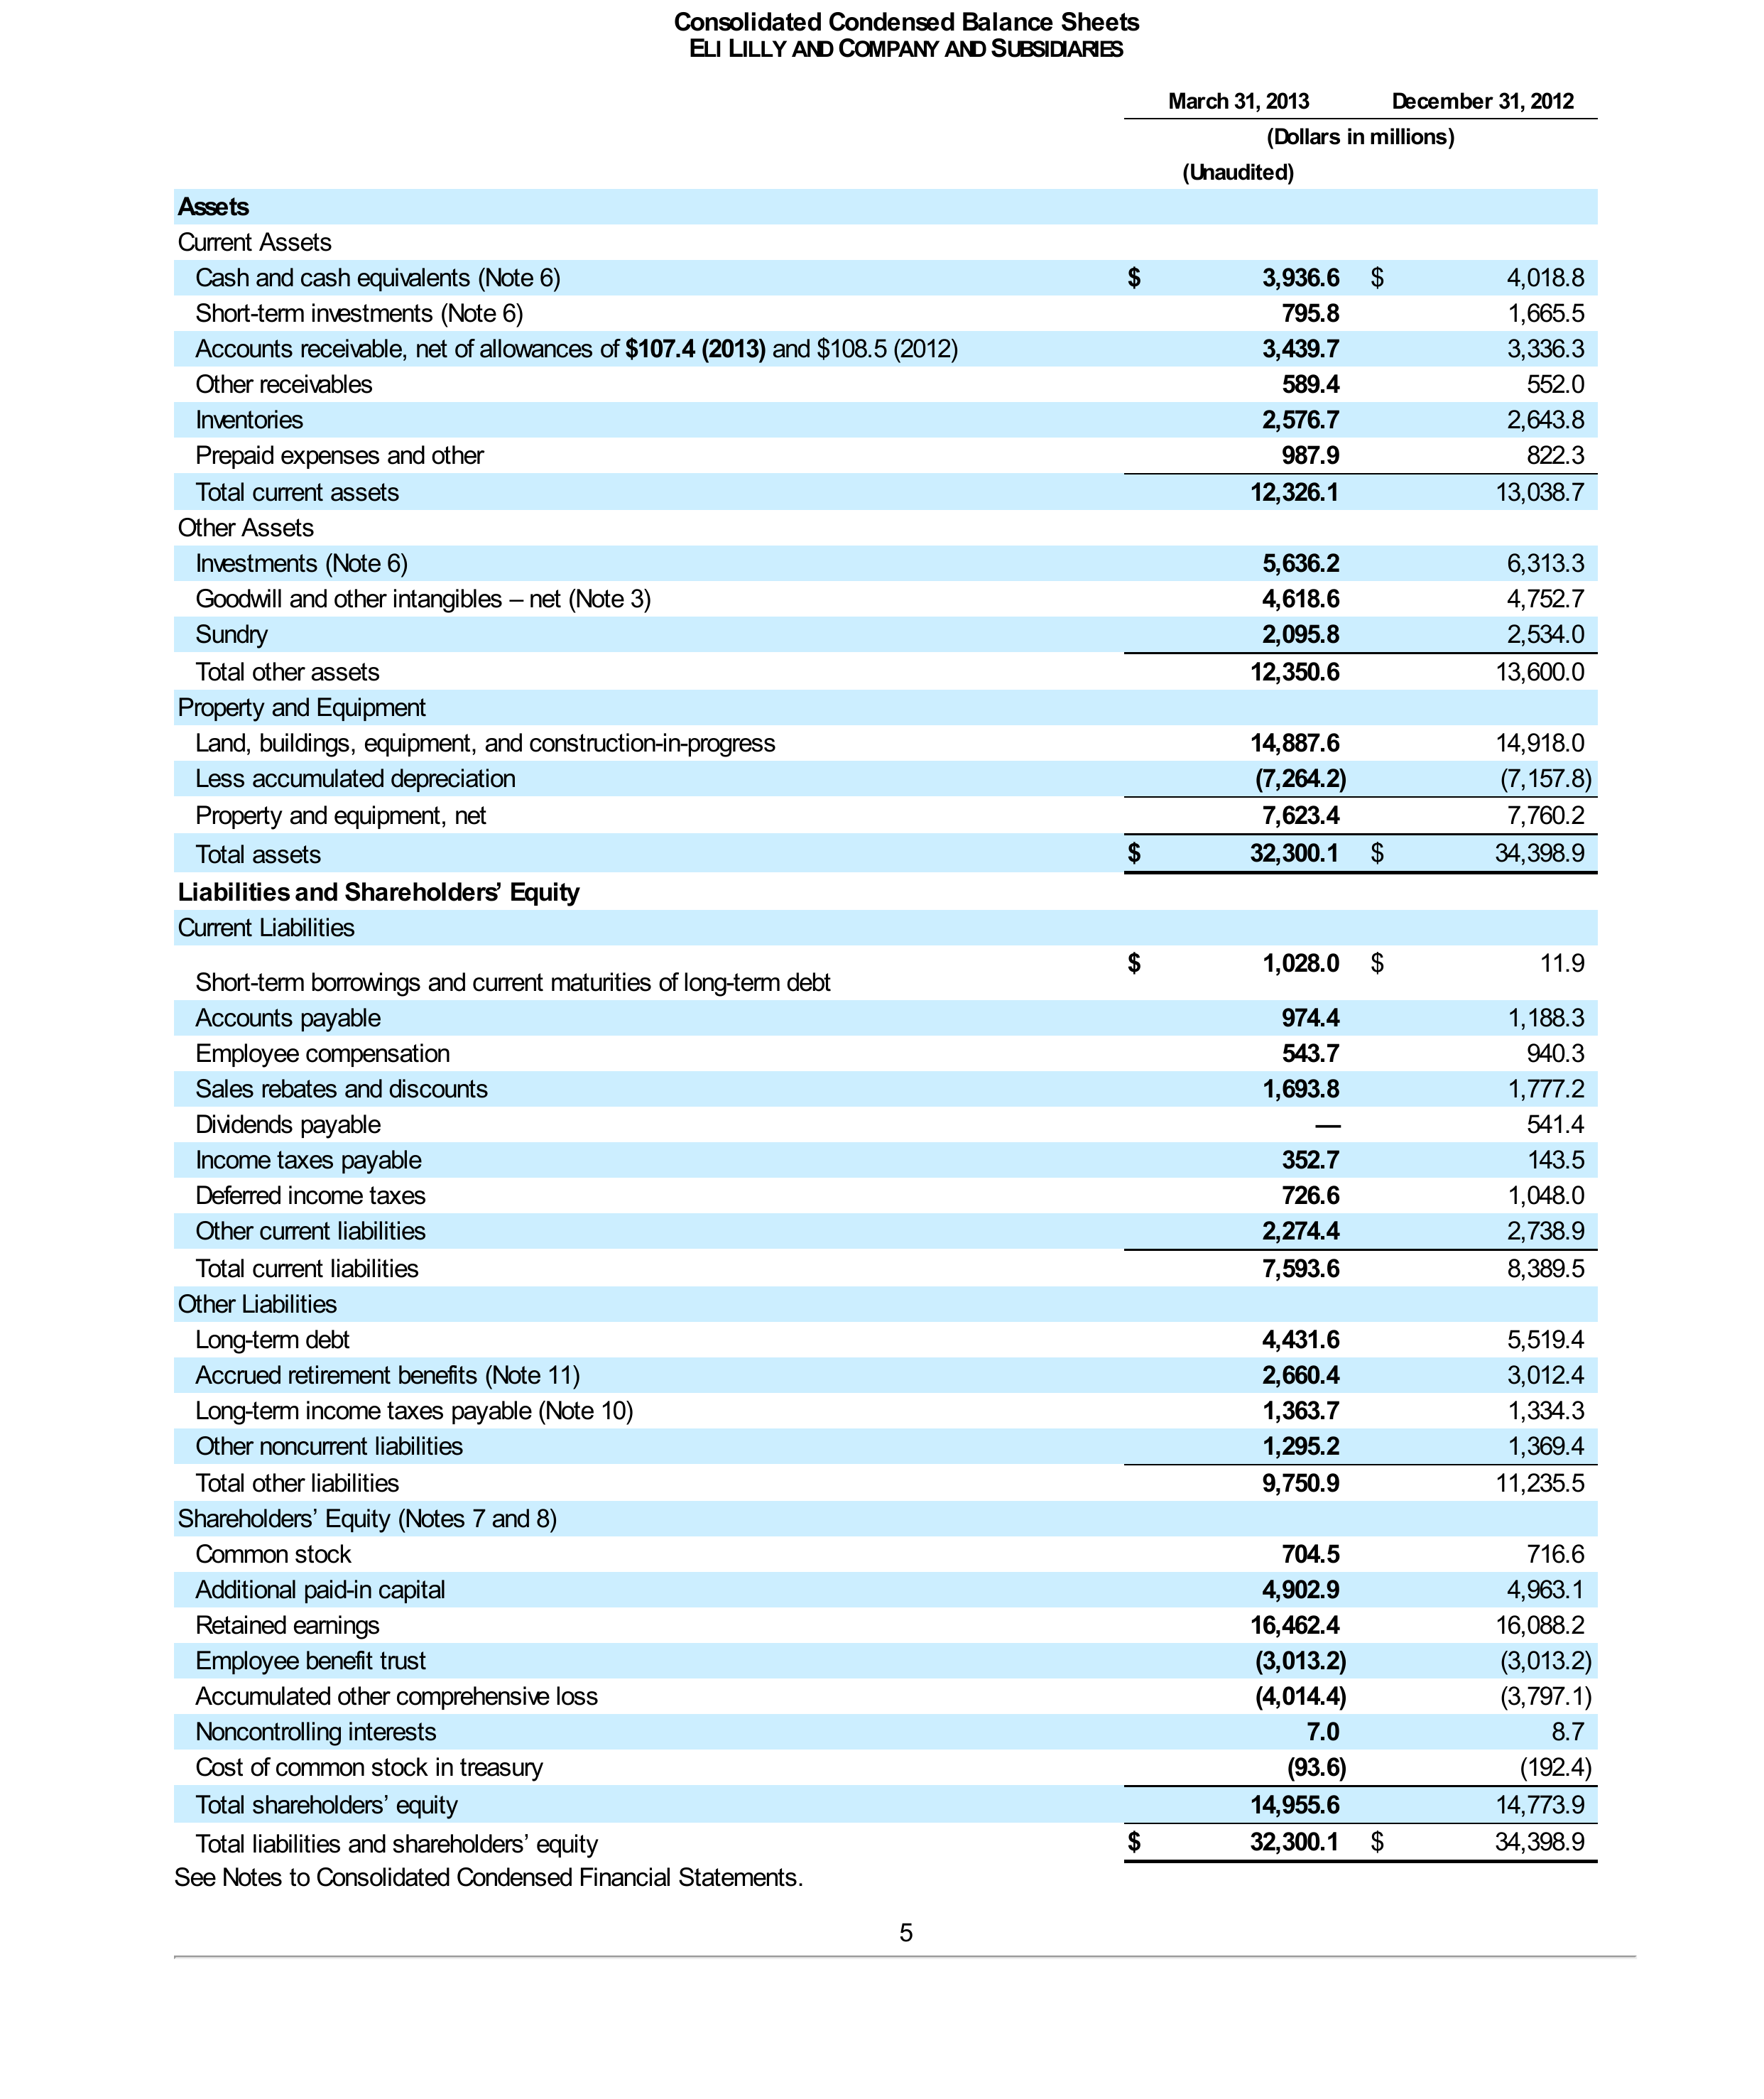 Consolidated Condensed Balance Sheets
ELI LILLY AND COMPANY AND SUBSIDIARIES
March 31, 2013 December 31, 2012
(Dollars in millions)
(Unaudited)
Assets
Current Assets
Cash and cash equivalents (Note 6) $ 3,936.6 $ 4,018.8
Short-term investments (Note 6) 795.8 1,665.5
Accounts receivable, net of allowances of $107.4 (2013) and $108.5 (2012) 3,439.7 3,336.3
Other receivables 589.4 552.0
Inventories 2,576.7 2,643.8
Prepaid expenses and other 987.9 822.3
Total current assets 12,326.1 13,038.7
Other Assets
Investments (Note 6) 5,636.2 6,313.3
Goodwill and other intangibles – net (Note 3) 4,618.6 4,752.7
Sundry 2,095.8 2,534.0
Total other assets 12,350.6 13,600.0
Property and Equipment
Land, buildings, equipment, and construction-in-progress 14,887.6 14,918.0
Less accumulated depreciation (7,264.2) (7,157.8)
Property and equipment, net 7,623.4 7,760.2
Total assets $ 32,300.1 $ 34,398.9
Liabilities and Shareholders’ Equity
Current Liabilities
Short-term borrowings and current maturities of long-term debt $ 1,028.0 $ 11.9
Accounts payable 974.4 1,188.3
Employee compensation 543.7 940.3
Sales rebates and discounts 1,693.8 1,777.2
Dividends payable — 541.4
Income taxes payable 352.7 143.5
Deferred income taxes 726.6 1,048.0
Other current liabilities 2,274.4 2,738.9
Total current liabilities 7,593.6 8,389.5
Other Liabilities
Long-term debt 4,431.6 5,519.4
Accrued retirement benefits (Note 11) 2,660.4 3,012.4
Long-term income taxes payable (Note 10) 1,363.7 1,334.3
Other noncurrent liabilities 1,295.2 1,369.4
Total other liabilities 9,750.9 11,235.5
Shareholders’ Equity (Notes 7 and 8)
Common stock 704.5 716.6
Additional paid-in capital 4,902.9 4,963.1
Retained earnings 16,462.4 16,088.2
Employee benefit trust (3,013.2) (3,013.2)
Accumulated other comprehensive loss (4,014.4) (3,797.1)
Noncontrolling interests 7.0 8.7
Cost of common stock in treasury (93.6) (192.4)
Total shareholders’ equity 14,955.6 14,773.9
Total liabilities and shareholders’ equity $ 32,300.1 $ 34,398.9
See Notes to Consolidated Condensed Financial Statements.
5